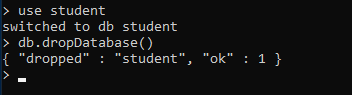 > use student
switched to db student
> db.dropDatabase()
{ "dropped" : "student", "ok" : 1 }
>